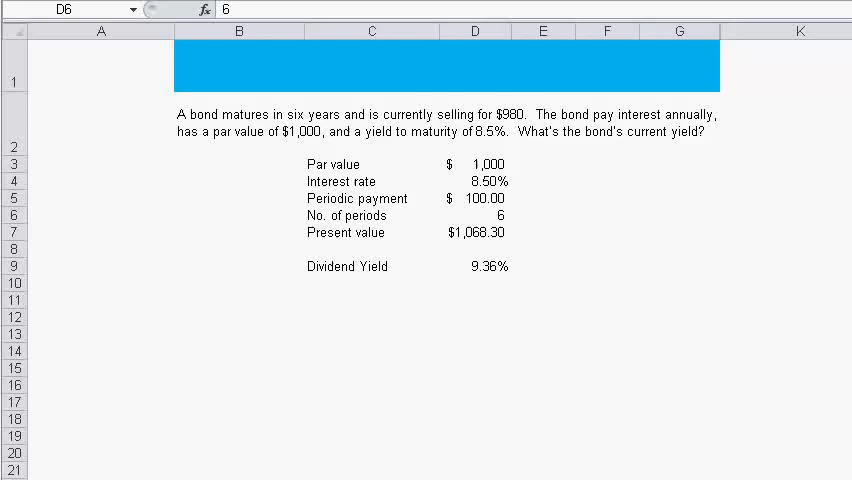 D6 fx 6
A B C D E F G K
1
A bond matures in six years and is currently selling for $980. The bond pay interest annually,
2 has a par value of $1,000, and a yield to maturity of 8.5%. What's the bond's current yield?
3 Par value $ 1,000
4 Interest rate 8.50%
5 Periodic payment $ 100.00
6 No. of periods 6
7 Present value $1,068.30
8
9 Dividend Yield 9.36%
10
11
12
13
14
15
16
17
18
19
20
21